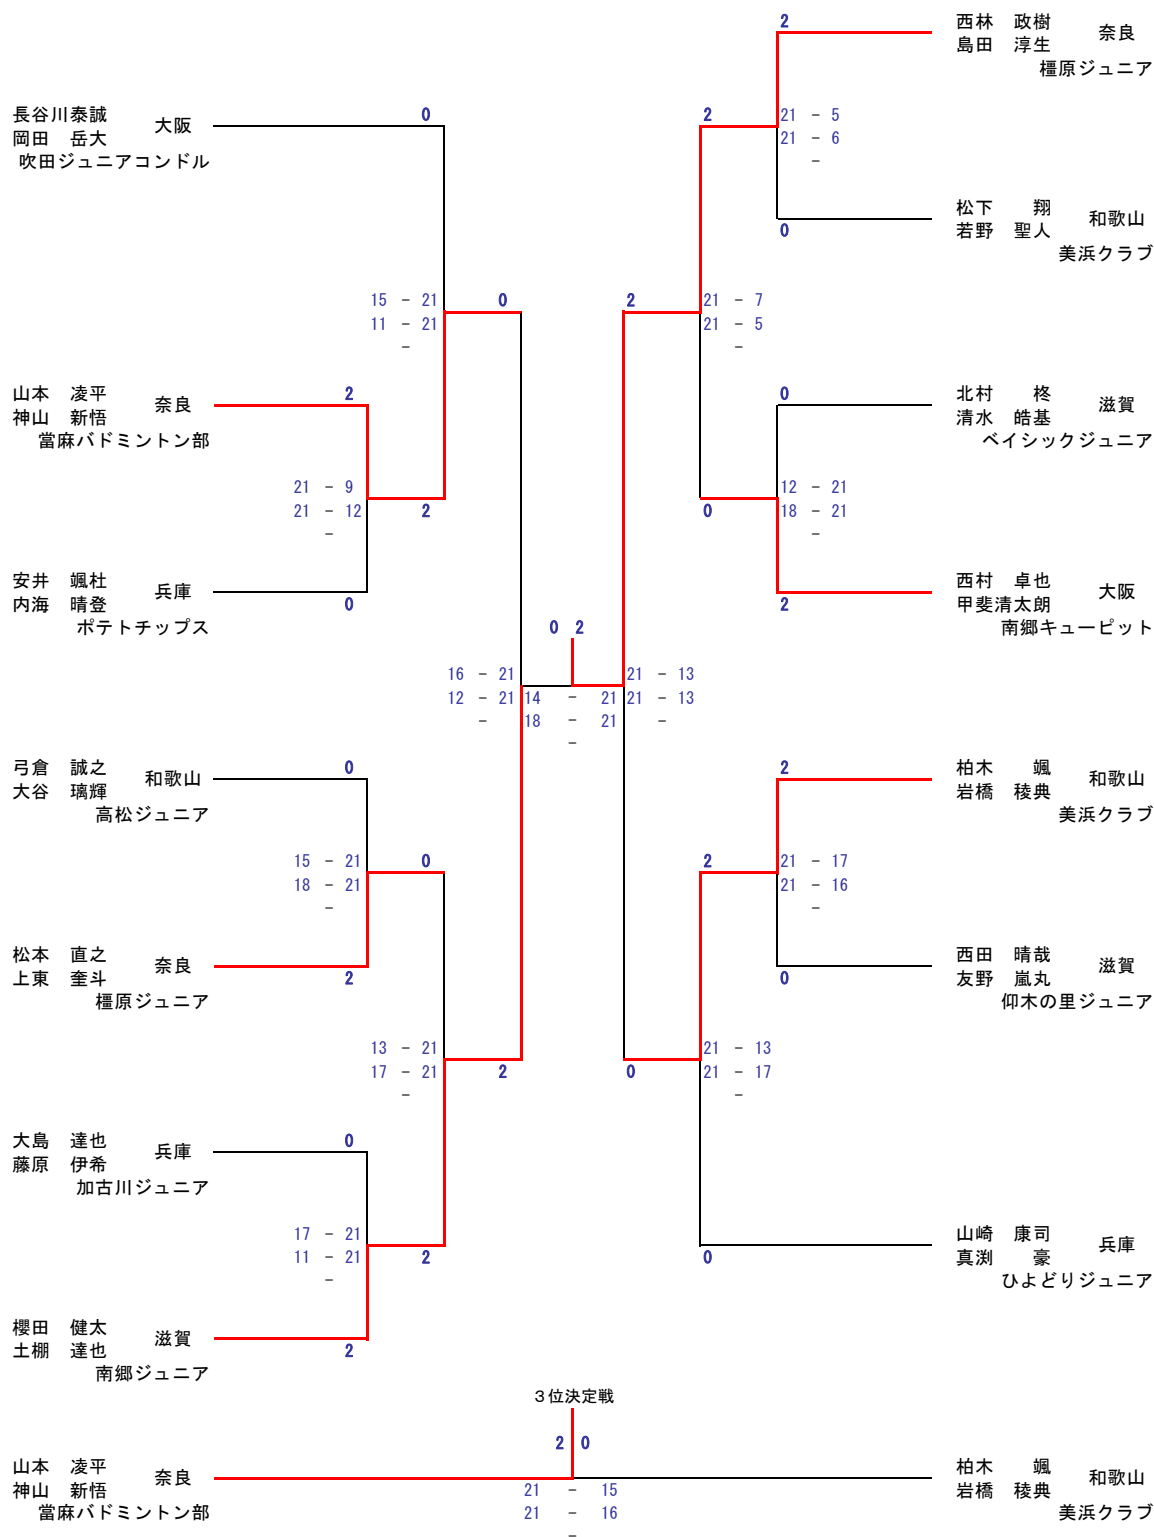 長谷川泰誠
岡田　岳大
大阪
吹田ジュニアコンドル
0
15 － 21
11 － 21
－
0
山本　凌平
神山　新悟
奈良
當麻バドミントン部
2
21 － 9
21 － 12
－
2
安井　颯杜
内海　晴登
兵庫
ポテトチップス
0
16 － 21
12 － 21
－
弓倉　誠之
大谷　璃輝
和歌山
高松ジュニア
0
15 － 21
18 － 21
－
0
松本　直之
上東　奎斗
奈良
橿原ジュニア
2
13 － 21
17 － 21
－
2
大島　達也
藤原　伊希
兵庫
加古川ジュニア
0
17 － 21
11 － 21
－
2
櫻田　健太
土棚　達也
滋賀
南郷ジュニア
2
0 2
14 － 21
18 － 21
－
2
西林　政樹
島田　淳生
奈良
橿原ジュニア
2
21 － 5
21 － 6
－
松下　　翔
若野　聖人
和歌山
美浜クラブ
0
2
21 － 7
21 － 5
－
0
北村　　柊
清水　皓基
滋賀
ベイシックジュニア
12 － 21
18 － 21
－
0
西村　卓也
甲斐清太朗
大阪
南郷キューピット
2
21 － 13
21 － 13
－
2
柏木　　颯
岩橋　稜典
和歌山
美浜クラブ
2
21 － 17
21 － 16
－
西田　晴哉
友野　嵐丸
滋賀
仰木の里ジュニア
0
0
21 － 13
21 － 17
－
山崎　康司
真渕　　豪
兵庫
ひよどりジュニア
0
３位決定戦
2 0
山本　凌平
神山　新悟
奈良
當麻バドミントン部
21 － 15
21 － 16
－
柏木　　颯
岩橋　稜典
和歌山
美浜クラブ